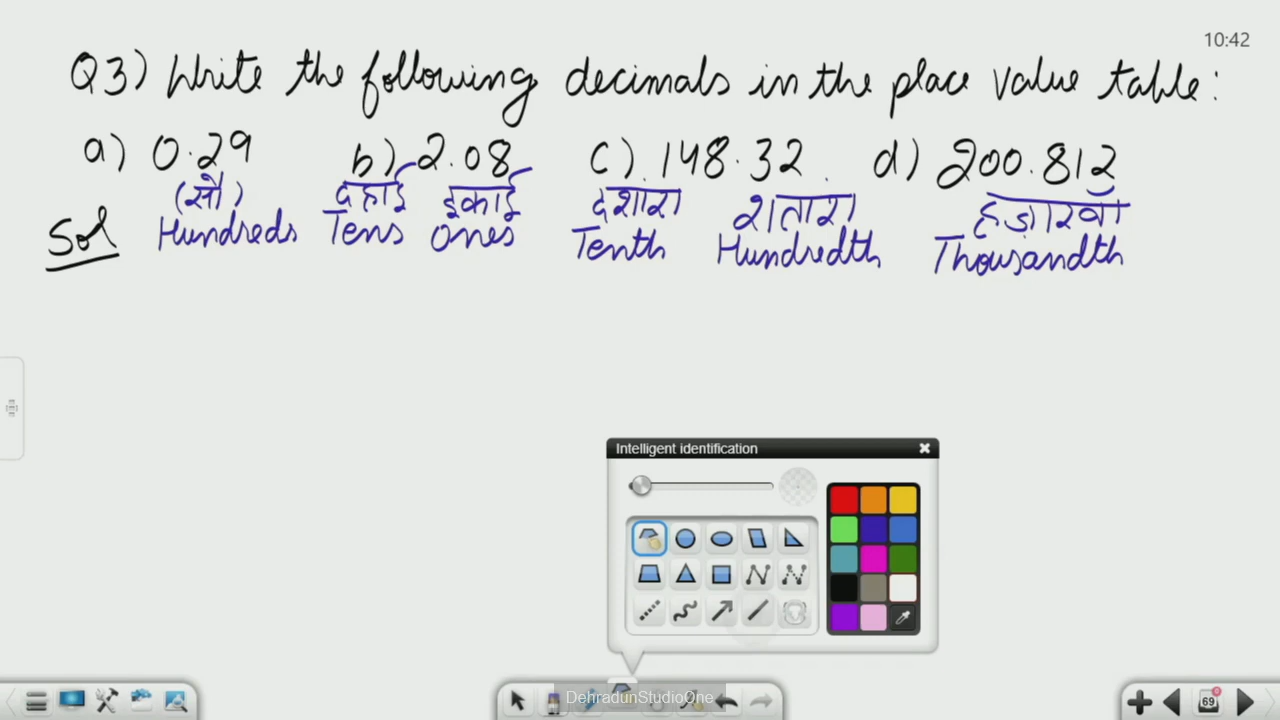 10:42
Q3) Write the following decimals in the place value table:
a) 0.29 b) 2.08 c) 148.32 d) 200.812
(सौ) दहाई इकाई दशारा शतारा हज़ारवाँ
Sol Hundreds Tens Ones Tenth Hundredth Thousandth
Intelligent identification
DehradunStudioOne
69